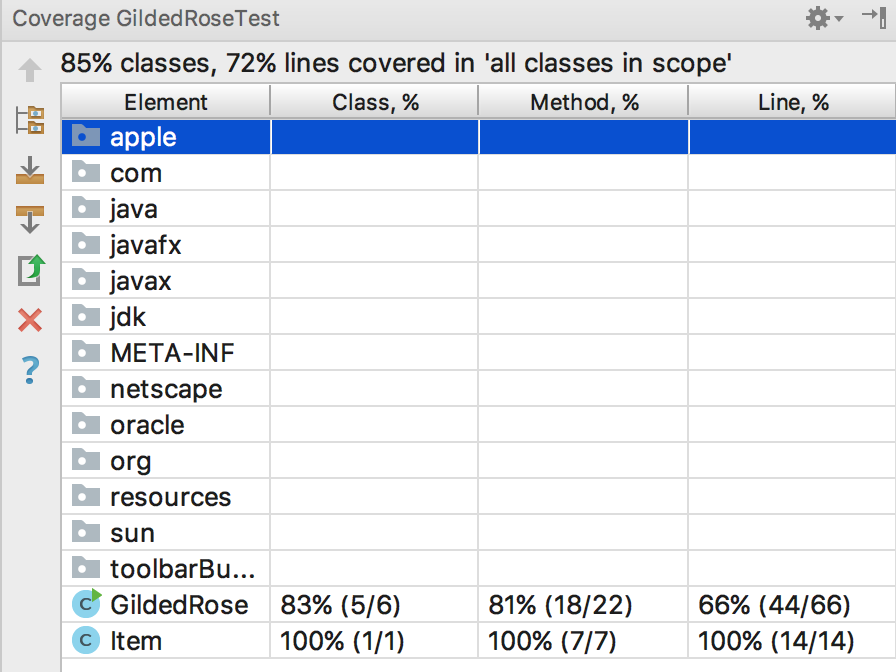 Coverage GildedRoseTest
85% classes, 72% lines covered in 'all classes in scope'
Element Class, % Method, % Line, %
apple
com
java
javafx
javax
jdk
META-INF
netscape
oracle
org
resources
sun
toolbarBu...
C GildedRose 83% (5/6) 81% (18/22) 66% (44/66)
C Item 100% (1/1) 100% (7/7) 100% (14/14)